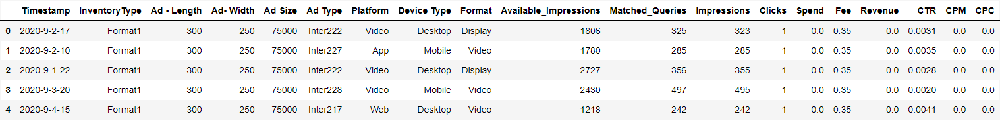 Timestamp InventoryType Ad - Length Ad- Width Ad Size Ad Type Platform Device Type Format Available_Impressions Matched_Queries Impressions Clicks Spend Fee Revenue CTR CPM CPC
0 2020-9-2-17 Format1 300 250 75000 Inter222 Video Desktop Display 1806 325 323 1 0.0 0.35 0.0 0.0031 0.0 0.0
1 2020-9-2-10 Format1 300 250 75000 Inter227 App Mobile Video 1780 285 285 1 0.0 0.35 0.0 0.0035 0.0 0.0
2 2020-9-1-22 Format1 300 250 75000 Inter222 Video Desktop Display 2727 356 355 1 0.0 0.35 0.0 0.0028 0.0 0.0
3 2020-9-3-20 Format1 300 250 75000 Inter228 Video Mobile Video 2430 497 495 1 0.0 0.35 0.0 0.0020 0.0 0.0
4 2020-9-4-15 Format1 300 250 75000 Inter217 Web Desktop Video 1218 242 242 1 0.0 0.35 0.0 0.0041 0.0 0.0